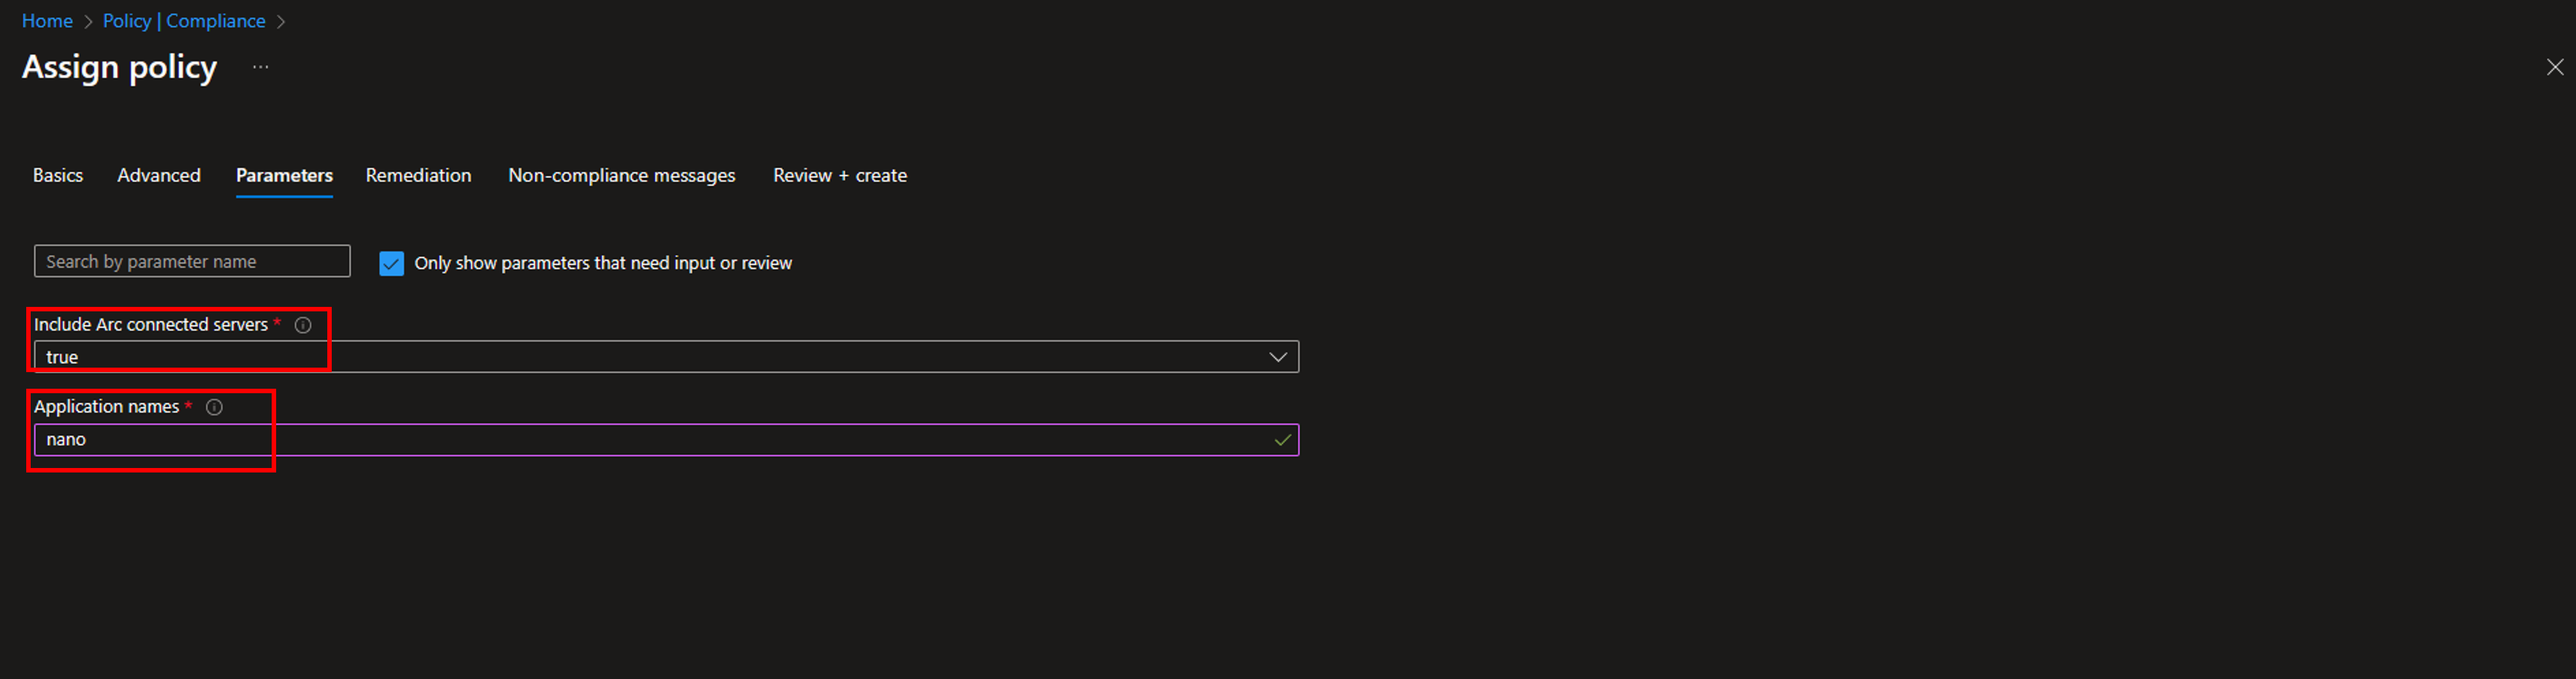 Home > Policy | Compliance >
Assign policy ...
Basics Advanced Parameters Remediation Non-compliance messages Review + create
Search by parameter name Only show parameters that need input or review
Include Arc connected servers *
true
Application names *
nano